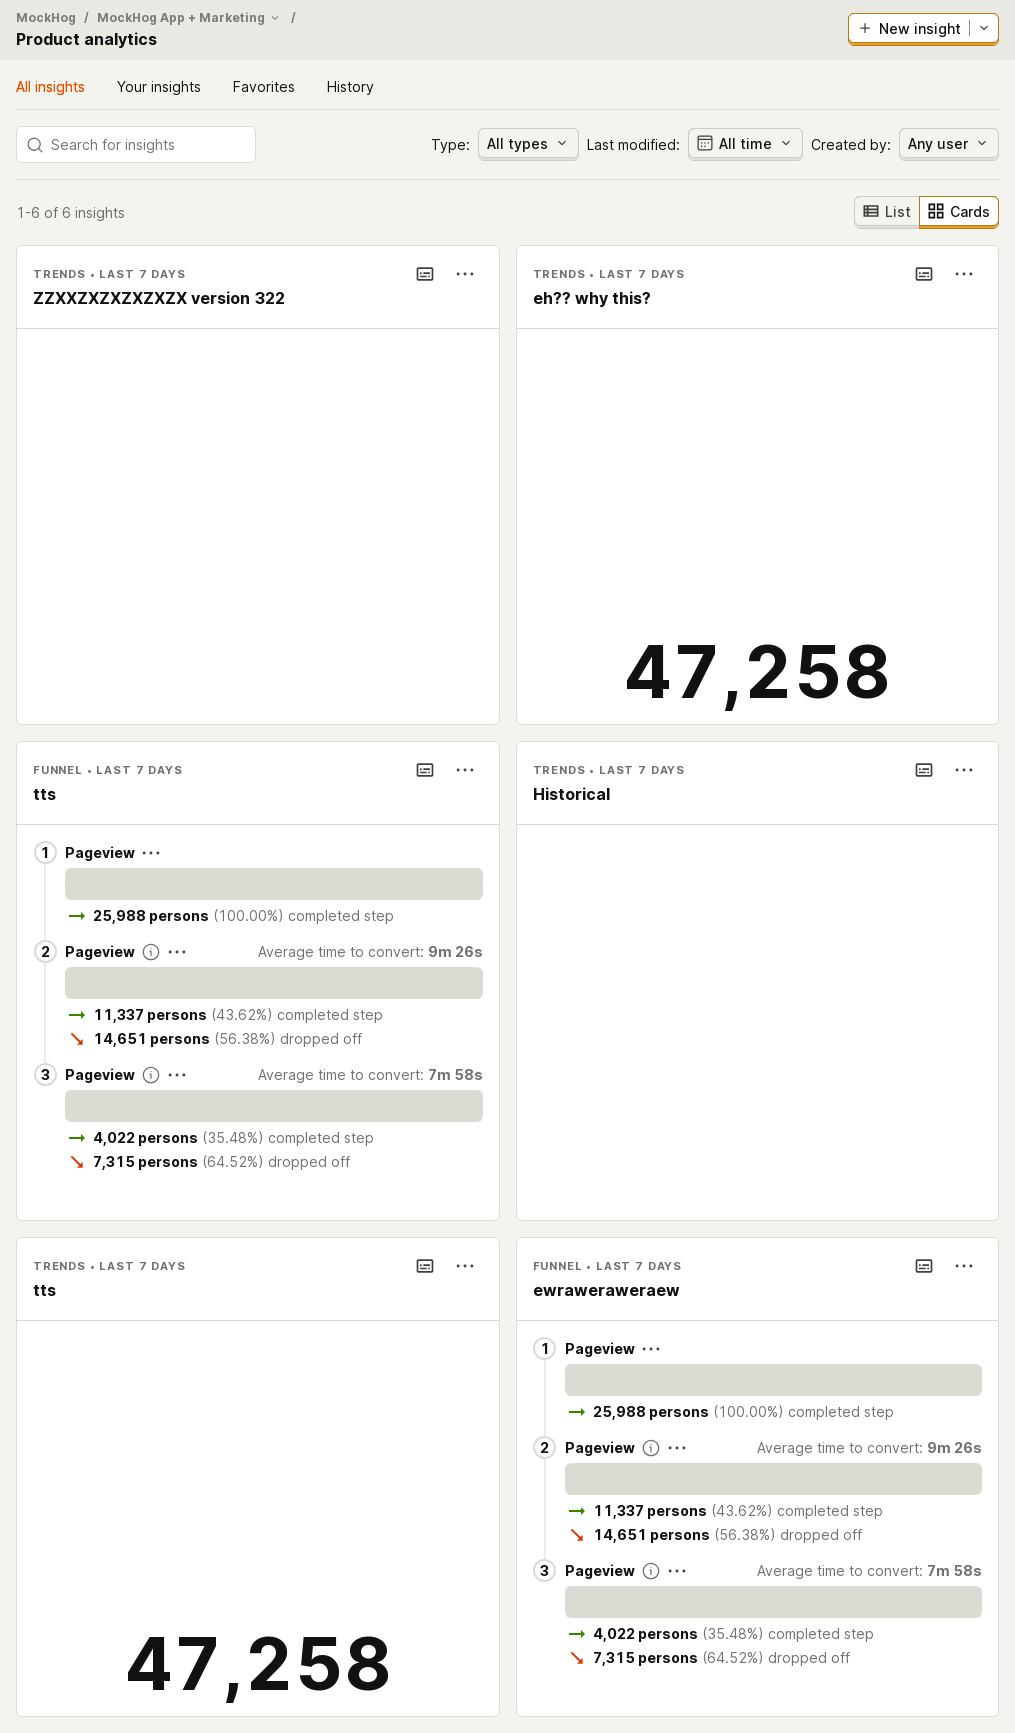 MockHog / MockHog App + Marketing /
Product analytics
New insight
All insights Your insights Favorites History
Search for insights
Type: All types Last modified: All time Created by: Any user
1-6 of 6 insights
List Cards
TRENDS • LAST 7 DAYS
ZZXXZXZXZXZXZX version 322
TRENDS • LAST 7 DAYS
eh?? why this?
47,258
FUNNEL • LAST 7 DAYS
tts
1 Pageview
25,988 persons (100.00%) completed step
2 Pageview Average time to convert: 9m 26s
11,337 persons (43.62%) completed step
14,651 persons (56.38%) dropped off
3 Pageview Average time to convert: 7m 58s
4,022 persons (35.48%) completed step
7,315 persons (64.52%) dropped off
TRENDS • LAST 7 DAYS
Historical
TRENDS • LAST 7 DAYS
tts
47,258
FUNNEL • LAST 7 DAYS
ewraweraweraew
1 Pageview
25,988 persons (100.00%) completed step
2 Pageview Average time to convert: 9m 26s
11,337 persons (43.62%) completed step
14,651 persons (56.38%) dropped off
3 Pageview Average time to convert: 7m 58s
4,022 persons (35.48%) completed step
7,315 persons (64.52%) dropped off